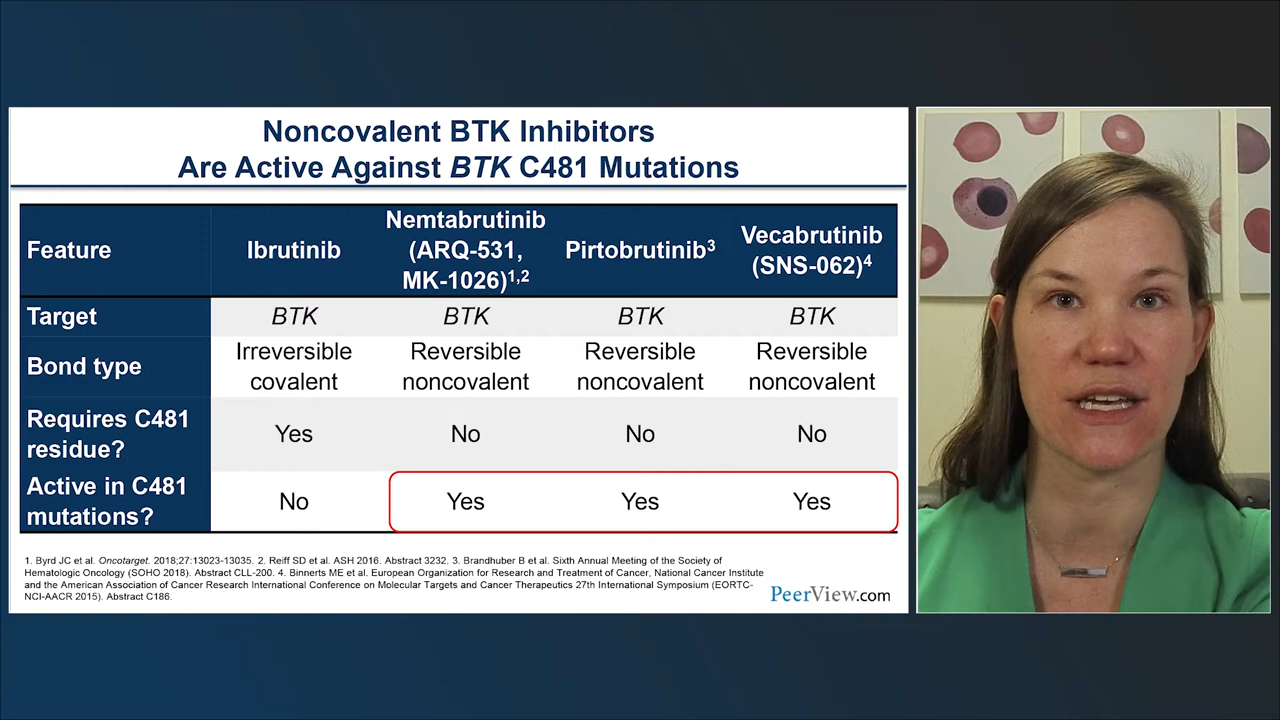 Noncovalent BTK Inhibitors
Are Active Against BTK C481 Mutations
Feature
Ibrutinib
Nemtabrutinib
(ARQ-531,
MK-1026)1,2
Pirtobrutinib3
Vecabrutinib
(SNS-062)4
Target
BTK
BTK
BTK
BTK
Bond type
Irreversible
covalent
Reversible
noncovalent
Reversible
noncovalent
Reversible
noncovalent
Requires C481
residue?
Yes
No
No
No
Active in C481
mutations?
No
Yes
Yes
Yes
1. Byrd JC et al. Oncotarget. 2018;27:13023-13035. 2. Reiff SD et al. ASH 2016. Abstract 3232. 3. Brandhuber B et al. Sixth Annual Meeting of the Society of
Hematologic Oncology (SOHO 2018). Abstract CLL-200. 4. Binnerts ME et al. European Organization for Research and Treatment of Cancer, National Cancer Institute
and the American Association of Cancer Research International Conference on Molecular Targets and Cancer Therapeutics 27th International Symposium (EORTC-
NCI-AACR 2015). Abstract C186.
PeerView.com